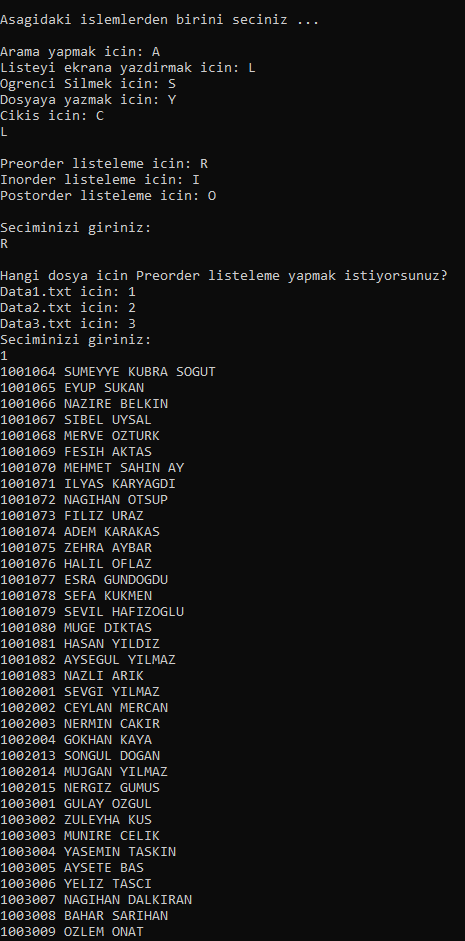 Asagidaki islemlerden birini seciniz ...
Arama yapmak icin: A
Listeyi ekrana yazdirmak icin: L
Ogrenci Silmek icin: S
Dosyaya yazmak icin: Y
Cikis icin: C
L
Preorder listeleme icin: R
Inorder listeleme icin: I
Postorder listeleme icin: O
Seciminizi giriniz:
R
Hangi dosya icin Preorder listeleme yapmak istiyorsunuz?
Data1.txt icin: 1
Data2.txt icin: 2
Data3.txt icin: 3
Seciminizi giriniz:
1
1001064 SUMEYYE KUBRA SOGUT
1001065 EYUP SUKAN
1001066 NAZIRE BELKIN
1001067 SIBEL UYSAL
1001068 MERVE OZTURK
1001069 FESIH AKTAS
1001070 MEHMET SAHIN AY
1001071 ILYAS KARYAGDI
1001072 NAGIHAN OTSUP
1001073 FILIZ URAZ
1001074 ADEM KARAKAS
1001075 ZEHRA AYBAR
1001076 HALIL OFLAZ
1001077 ESRA GUNDOGDU
1001078 SEFA KUKMEN
1001079 SEVIL HAFIZOGLU
1001080 MUGE DIKTAS
1001081 HASAN YILDIZ
1001082 AYSEGUL YILMAZ
1001083 NAZLI ARIK
1002001 SEVGI YILMAZ
1002002 CEYLAN MERCAN
1002003 NERMIN CAKIR
1002004 GOKHAN KAYA
1002013 SONGUL DOGAN
1002014 MUJGAN YILMAZ
1002015 NERGIZ GUMUS
1003001 GULAY OZGUL
1003002 ZULEYHA KUS
1003003 MUNIRE CELIK
1003004 YASEMIN TASKIN
1003005 AYSETE BAS
1003006 YELIZ TASCI
1003007 NAGIHAN DALKIRAN
1003008 BAHAR SARIHAN
1003009 OZLEM ONAT